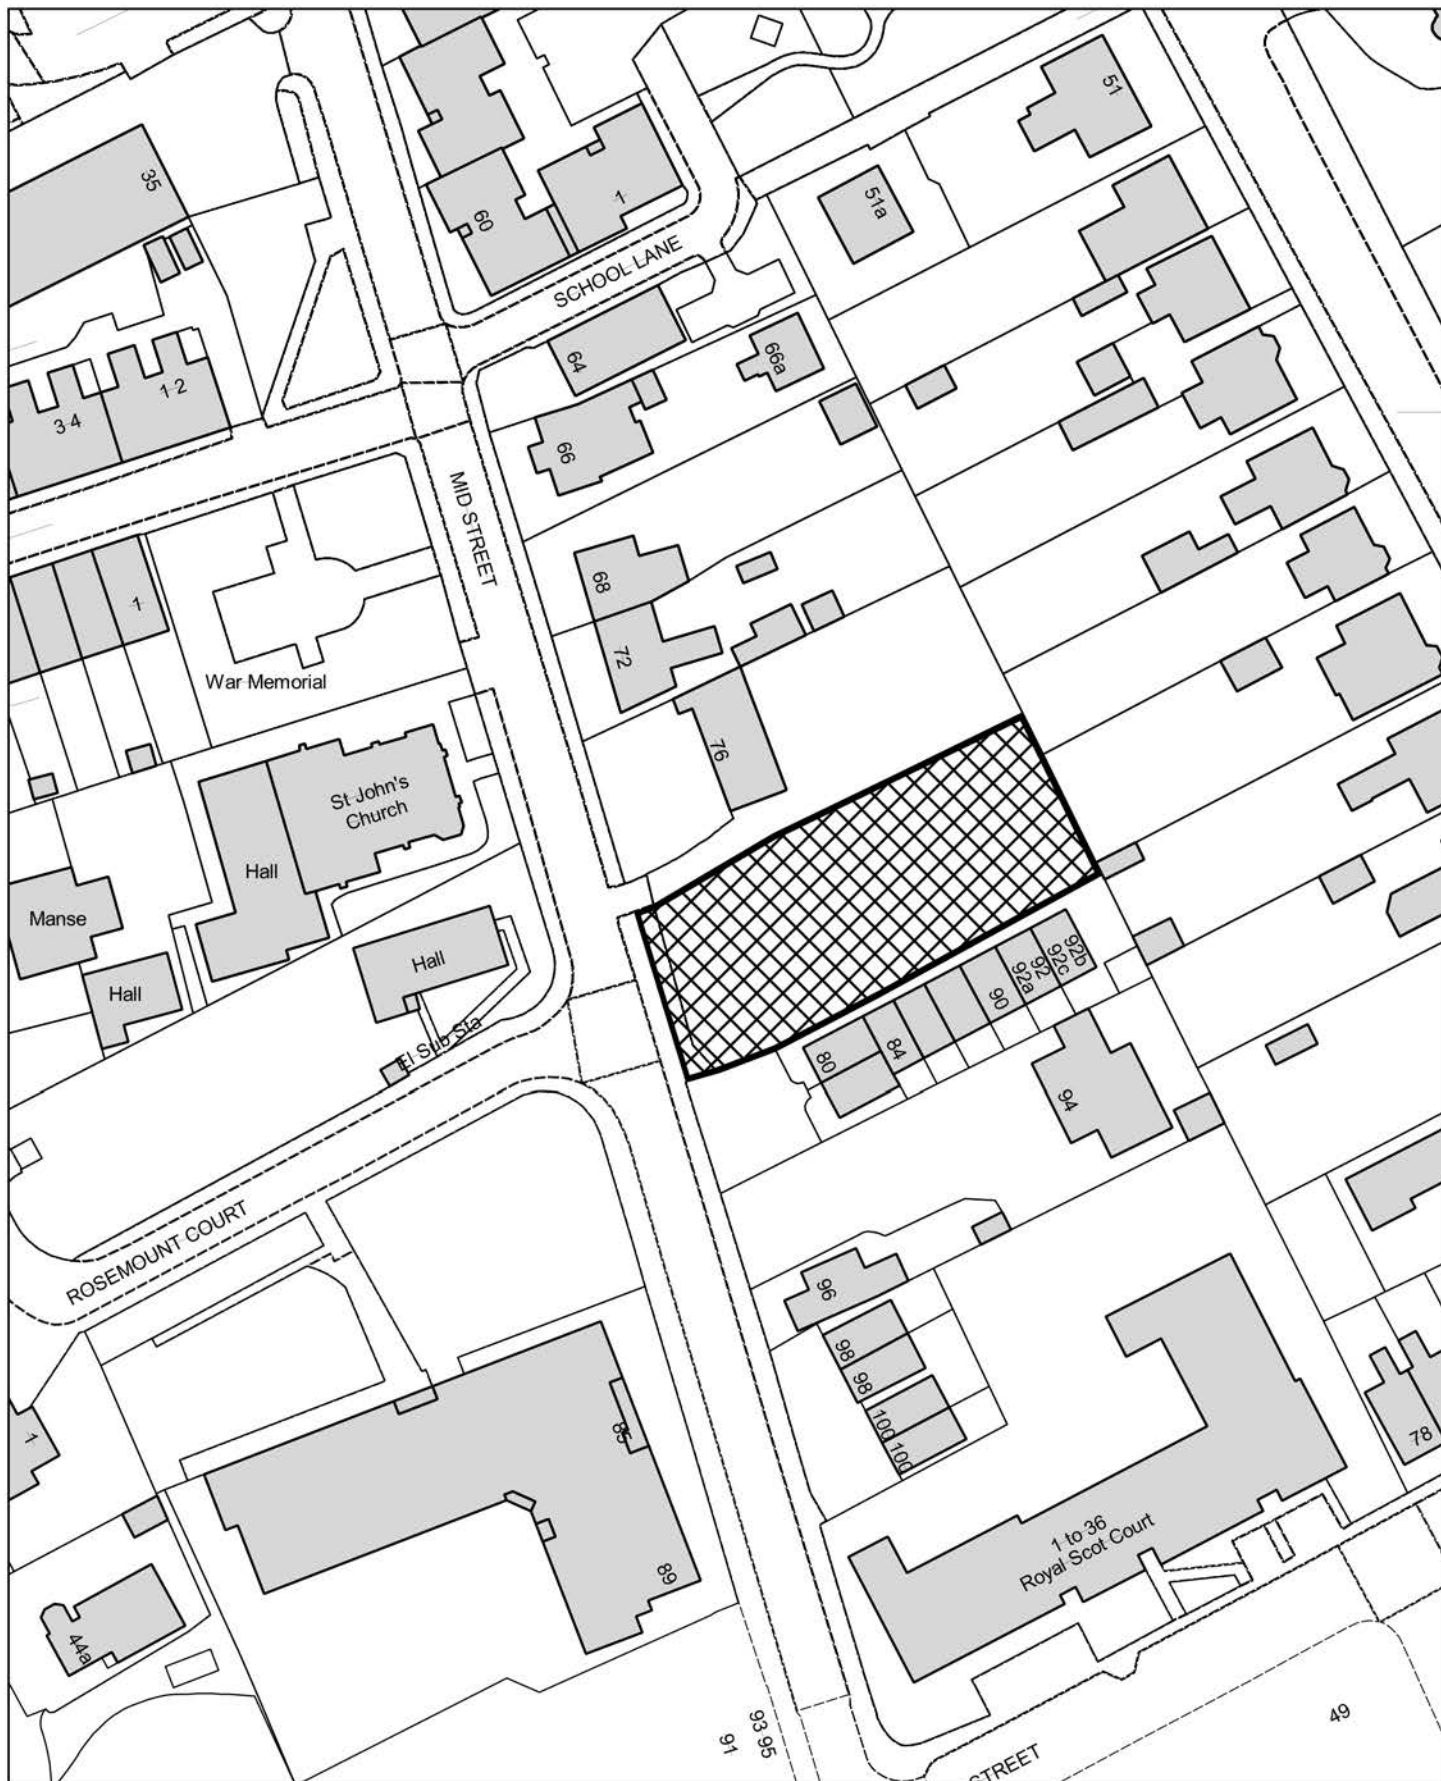 51
35
51a
1
60
SCHOOL LANE
64
66a
1-2
3-4
66
MID STREET
68
1
72
War Memorial
76
St John's
Church
Hall
Manse
Hall
Hall
El Sub Sta
92b
92c
92
92a
90
84
80
94
ROSEMOUNT COURT
96
98
98
100
100
85
1
78
1 to 36
Royal Scot Court
89
44a
93 95
91
49
STREET